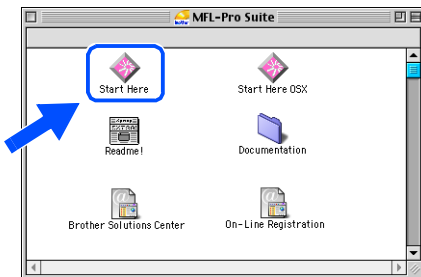 MFL-Pro Suite
Start Here
Start Here OSX
Readme!
Documentation
Brother Solutions Center
On-Line Registration